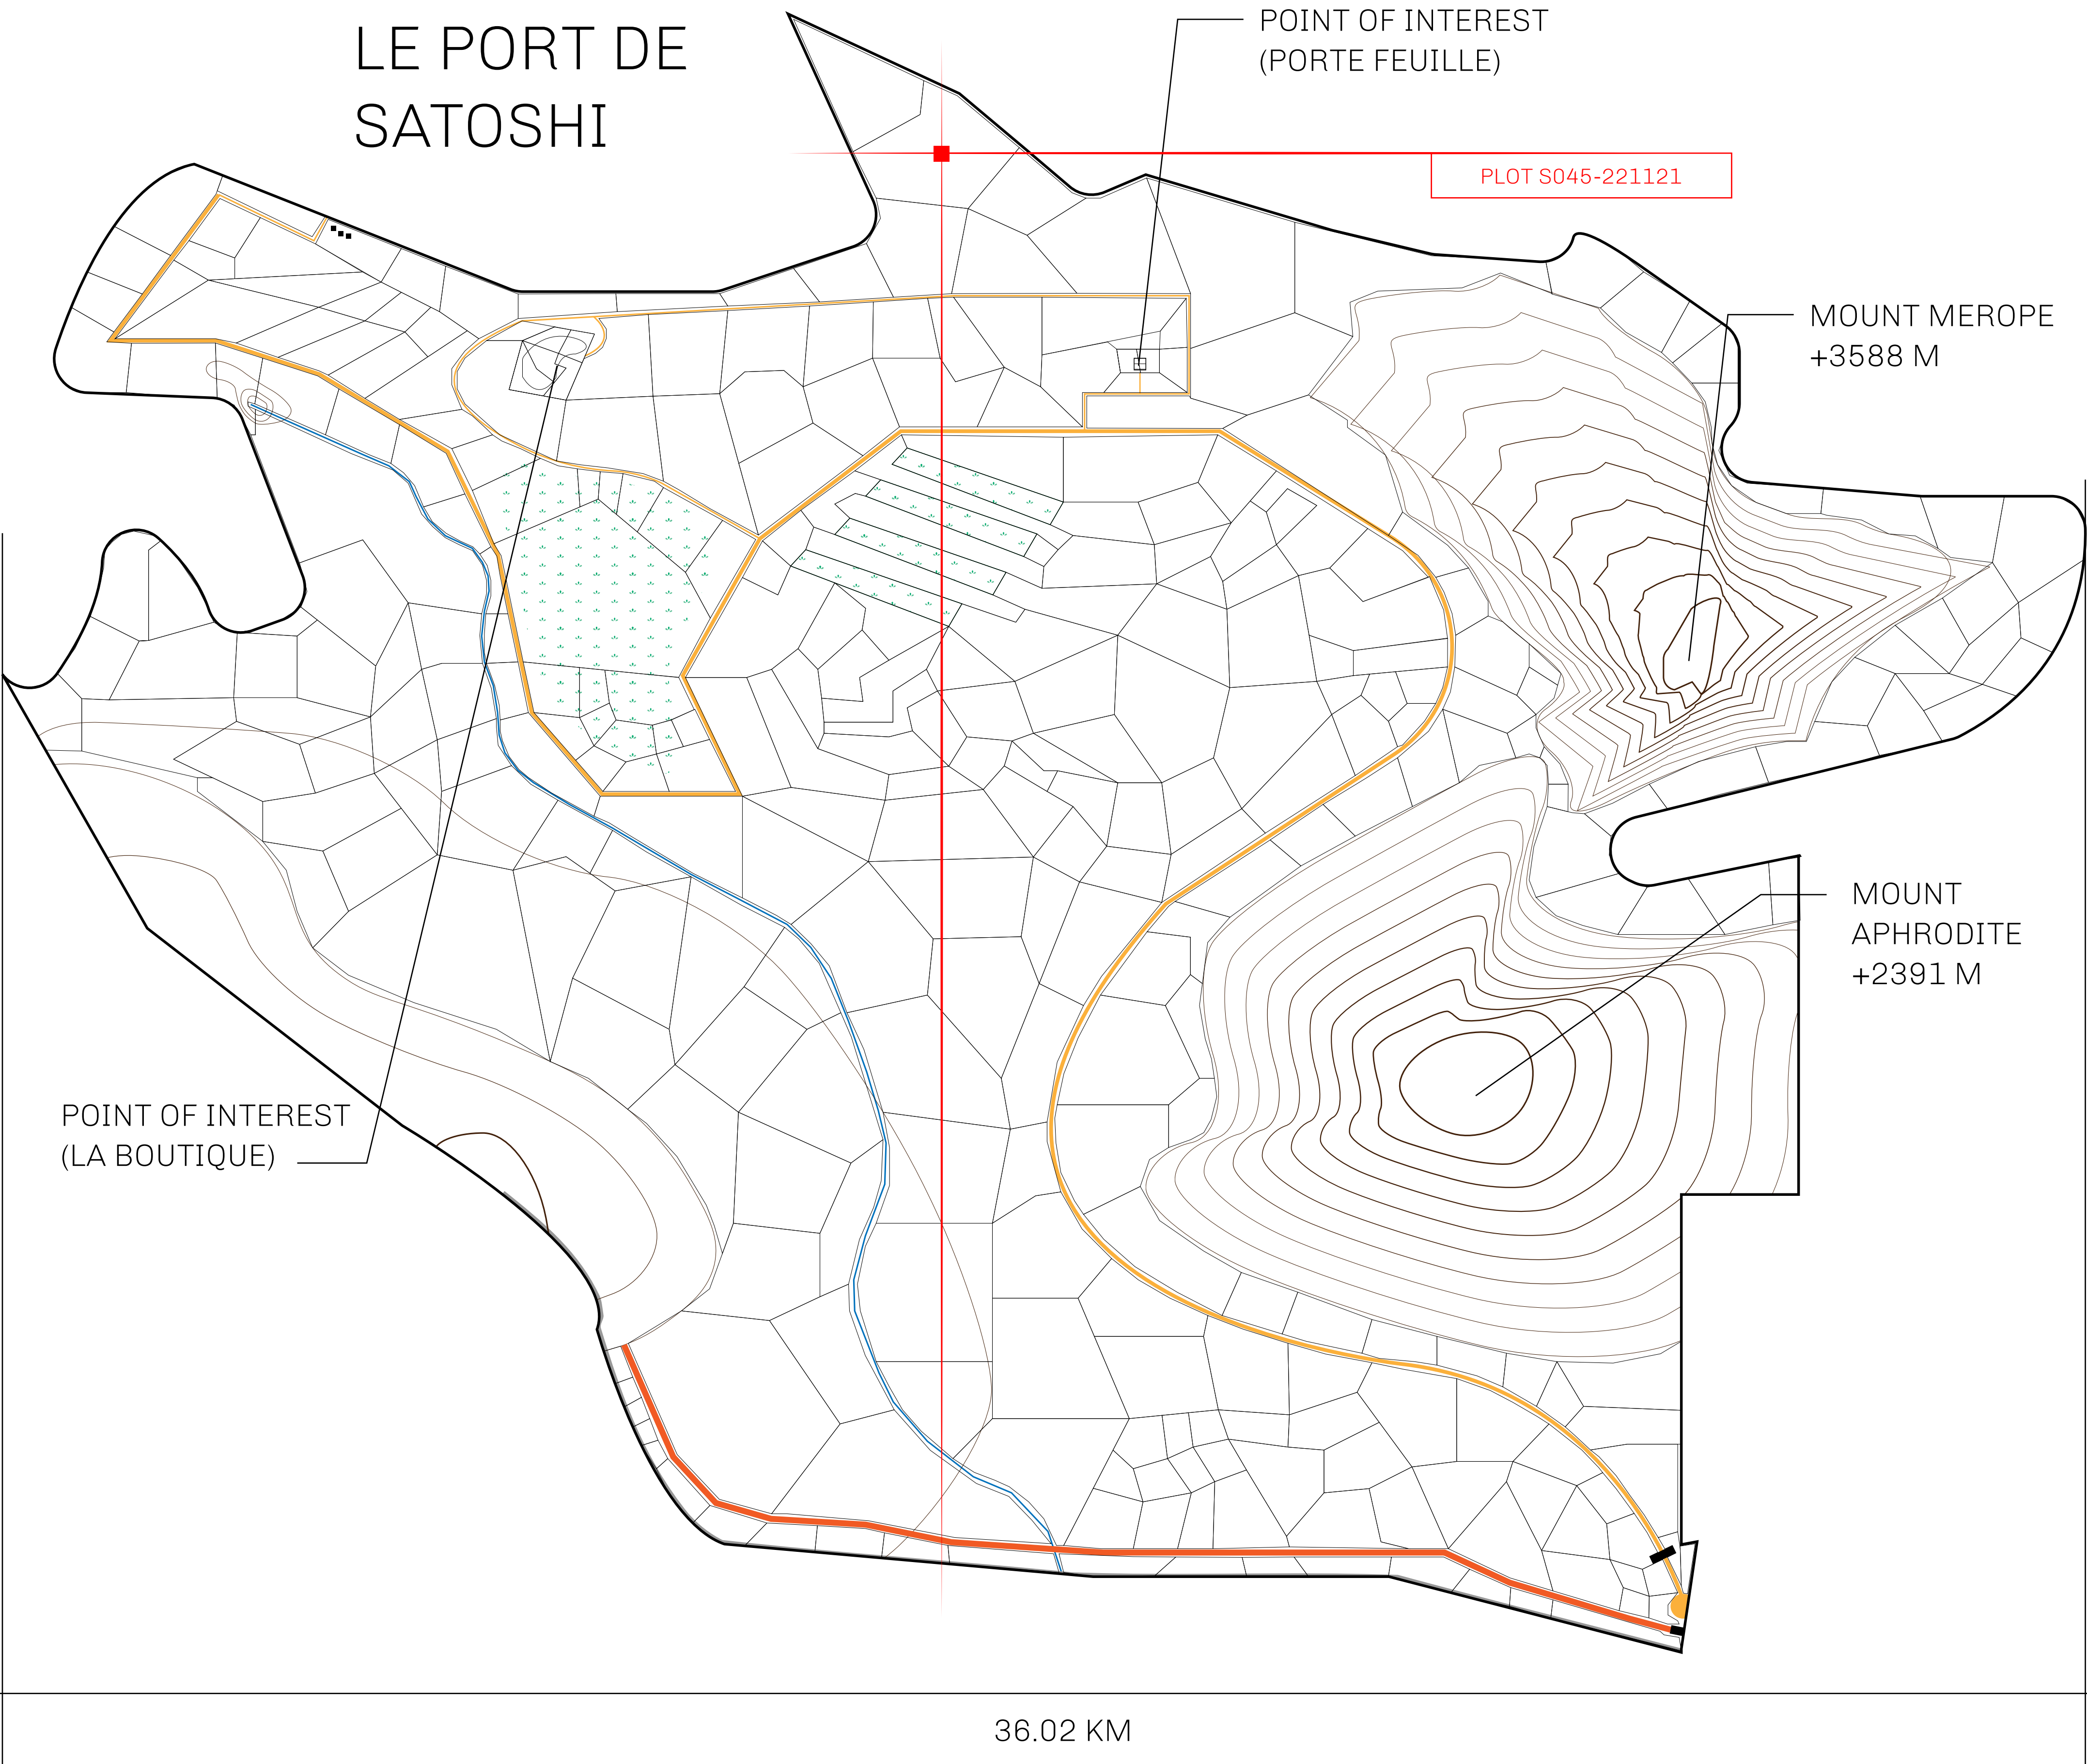 LE PORT DE
SATOSHI
POINT OF INTEREST
(PORTE FEUILLE)
PLOT S045-221121
MOUNT MEROPE
+3588 M
MOUNT
APHRODITE
+2391 M
POINT OF INTEREST
(LA BOUTIQUE)
36.02 KM